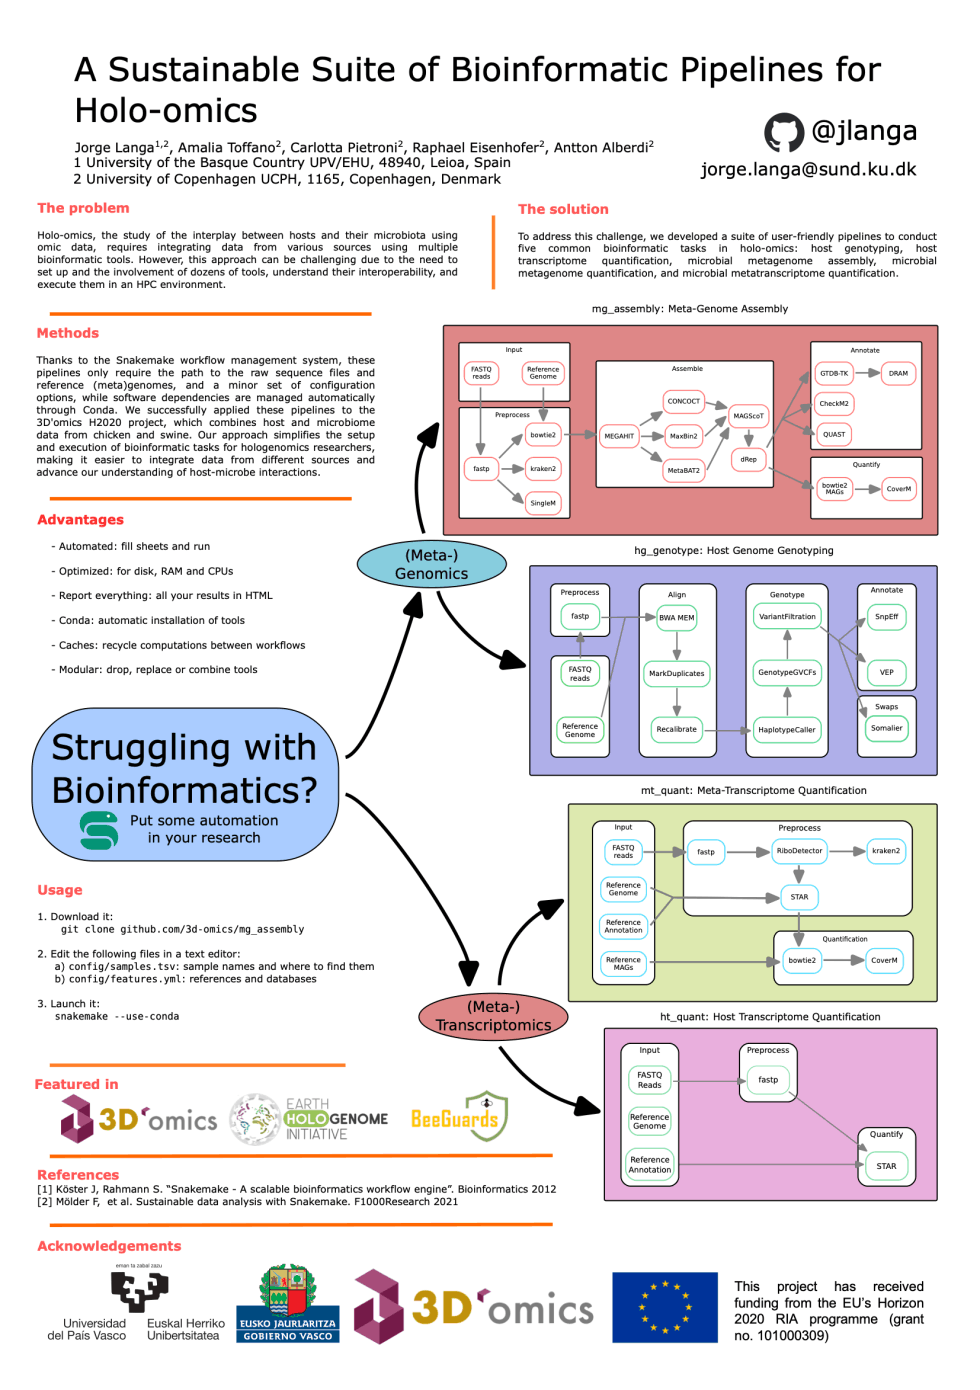 A Sustainable Suite of Bioinformatic Pipelines for
Holo-omics
Jorge Langa1,2, Amalia Toffano2, Carlotta Pietroni2, Raphael Eisenhofer2, Antton Alberdi2
1 University of the Basque Country UPV/EHU, 48940, Leioa, Spain
2 University of Copenhagen UCPH, 1165, Copenhagen, Denmark
@jlanga
jorge.langa@sund.ku.dk
The problem
Holo-omics, the study of the interplay between hosts and their microbiota using
omic data, requires integrating data from various sources using multiple
bioinformatic tools. However, this approach can be challenging due to the need to
set up and the involvement of dozens of tools, understand their interoperability, and
execute them in an HPC environment.
The solution
To address this challenge, we developed a suite of user-friendly pipelines to conduct
five common bioinformatic tasks in holo-omics: host genotyping, host
transcriptome quantification, microbial metagenome assembly, microbial
metagenome quantification, and microbial metatranscriptome quantification.
Methods
Thanks to the Snakemake workflow management system, these
pipelines only require the path to the raw sequence files and
reference (meta)genomes, and a minor set of configuration
options, while software dependencies are managed automatically
through Conda. We successfully applied these pipelines to the
3D'omics H2020 project, which combines host and microbiome
data from chicken and swine. Our approach simplifies the setup
and execution of bioinformatic tasks for hologenomics researchers,
making it easier to integrate data from different sources and
advance our understanding of host-microbe interactions.
Advantages
- Automated: fill sheets and run
- Optimized: for disk, RAM and CPUs
- Report everything: all your results in HTML
- Conda: automatic installation of tools
- Caches: recycle computations between workflows
- Modular: drop, replace or combine tools
Struggling with
Bioinformatics?
Put some automation
in your research
(Meta-)
Genomics
(Meta-)
Transcriptomics
mg_assembly: Meta-Genome Assembly
Input
FASTQ
reads
Reference
Genome
Preprocess
bowtie2
fastp
kraken2
SingleM
Assemble
CONCOCT
MEGAHIT
MaxBin2
MetaBAT2
MAGScoT
dRep
Annotate
GTDB-TK
DRAM
CheckM2
QUAST
Quantify
bowtie2
MAGs
CoverM
hg_genotype: Host Genome Genotyping
Preprocess
fastp
FASTQ
reads
Reference
Genome
Align
BWA MEM
MarkDuplicates
Recalibrate
Genotype
VariantFiltration
GenotypeGVCFs
HaplotypeCaller
Annotate
SnpEff
VEP
Swaps
Somalier
mt_quant: Meta-Transcriptome Quantification
Input
FASTQ
reads
Reference
Genome
Reference
Annotation
Reference
MAGs
Preprocess
fastp
RiboDetector
kraken2
STAR
Quantification
bowtie2
CoverM
ht_quant: Host Transcriptome Quantification
Input
FASTQ
Reads
Reference
Genome
Reference
Annotation
Preprocess
fastp
Quantify
STAR
Usage
1. Download it:
git clone github.com/3d-omics/mg_assembly
2. Edit the following files in a text editor:
a) config/samples.tsv: sample names and where to find them
b) config/features.yml: references and databases
3. Launch it:
snakemake --use-conda
Featured in
3D'omics
EARTH
HOLOGENOME
INITIATIVE
BeeGuards
References
[1] Köster J, Rahmann S. “Snakemake - A scalable bioinformatics workflow engine”. Bioinformatics 2012
[2] Mölder F, et al. Sustainable data analysis with Snakemake. F1000Research 2021
Acknowledgements
eman ta zabal zazu
Universidad
del País Vasco
Euskal Herriko
Unibertsitatea
EUSKO JAURLARITZA
GOBIERNO VASCO
3D'omics
This project has received
funding from the EU's Horizon
2020 RIA programme (grant
no. 101000309)